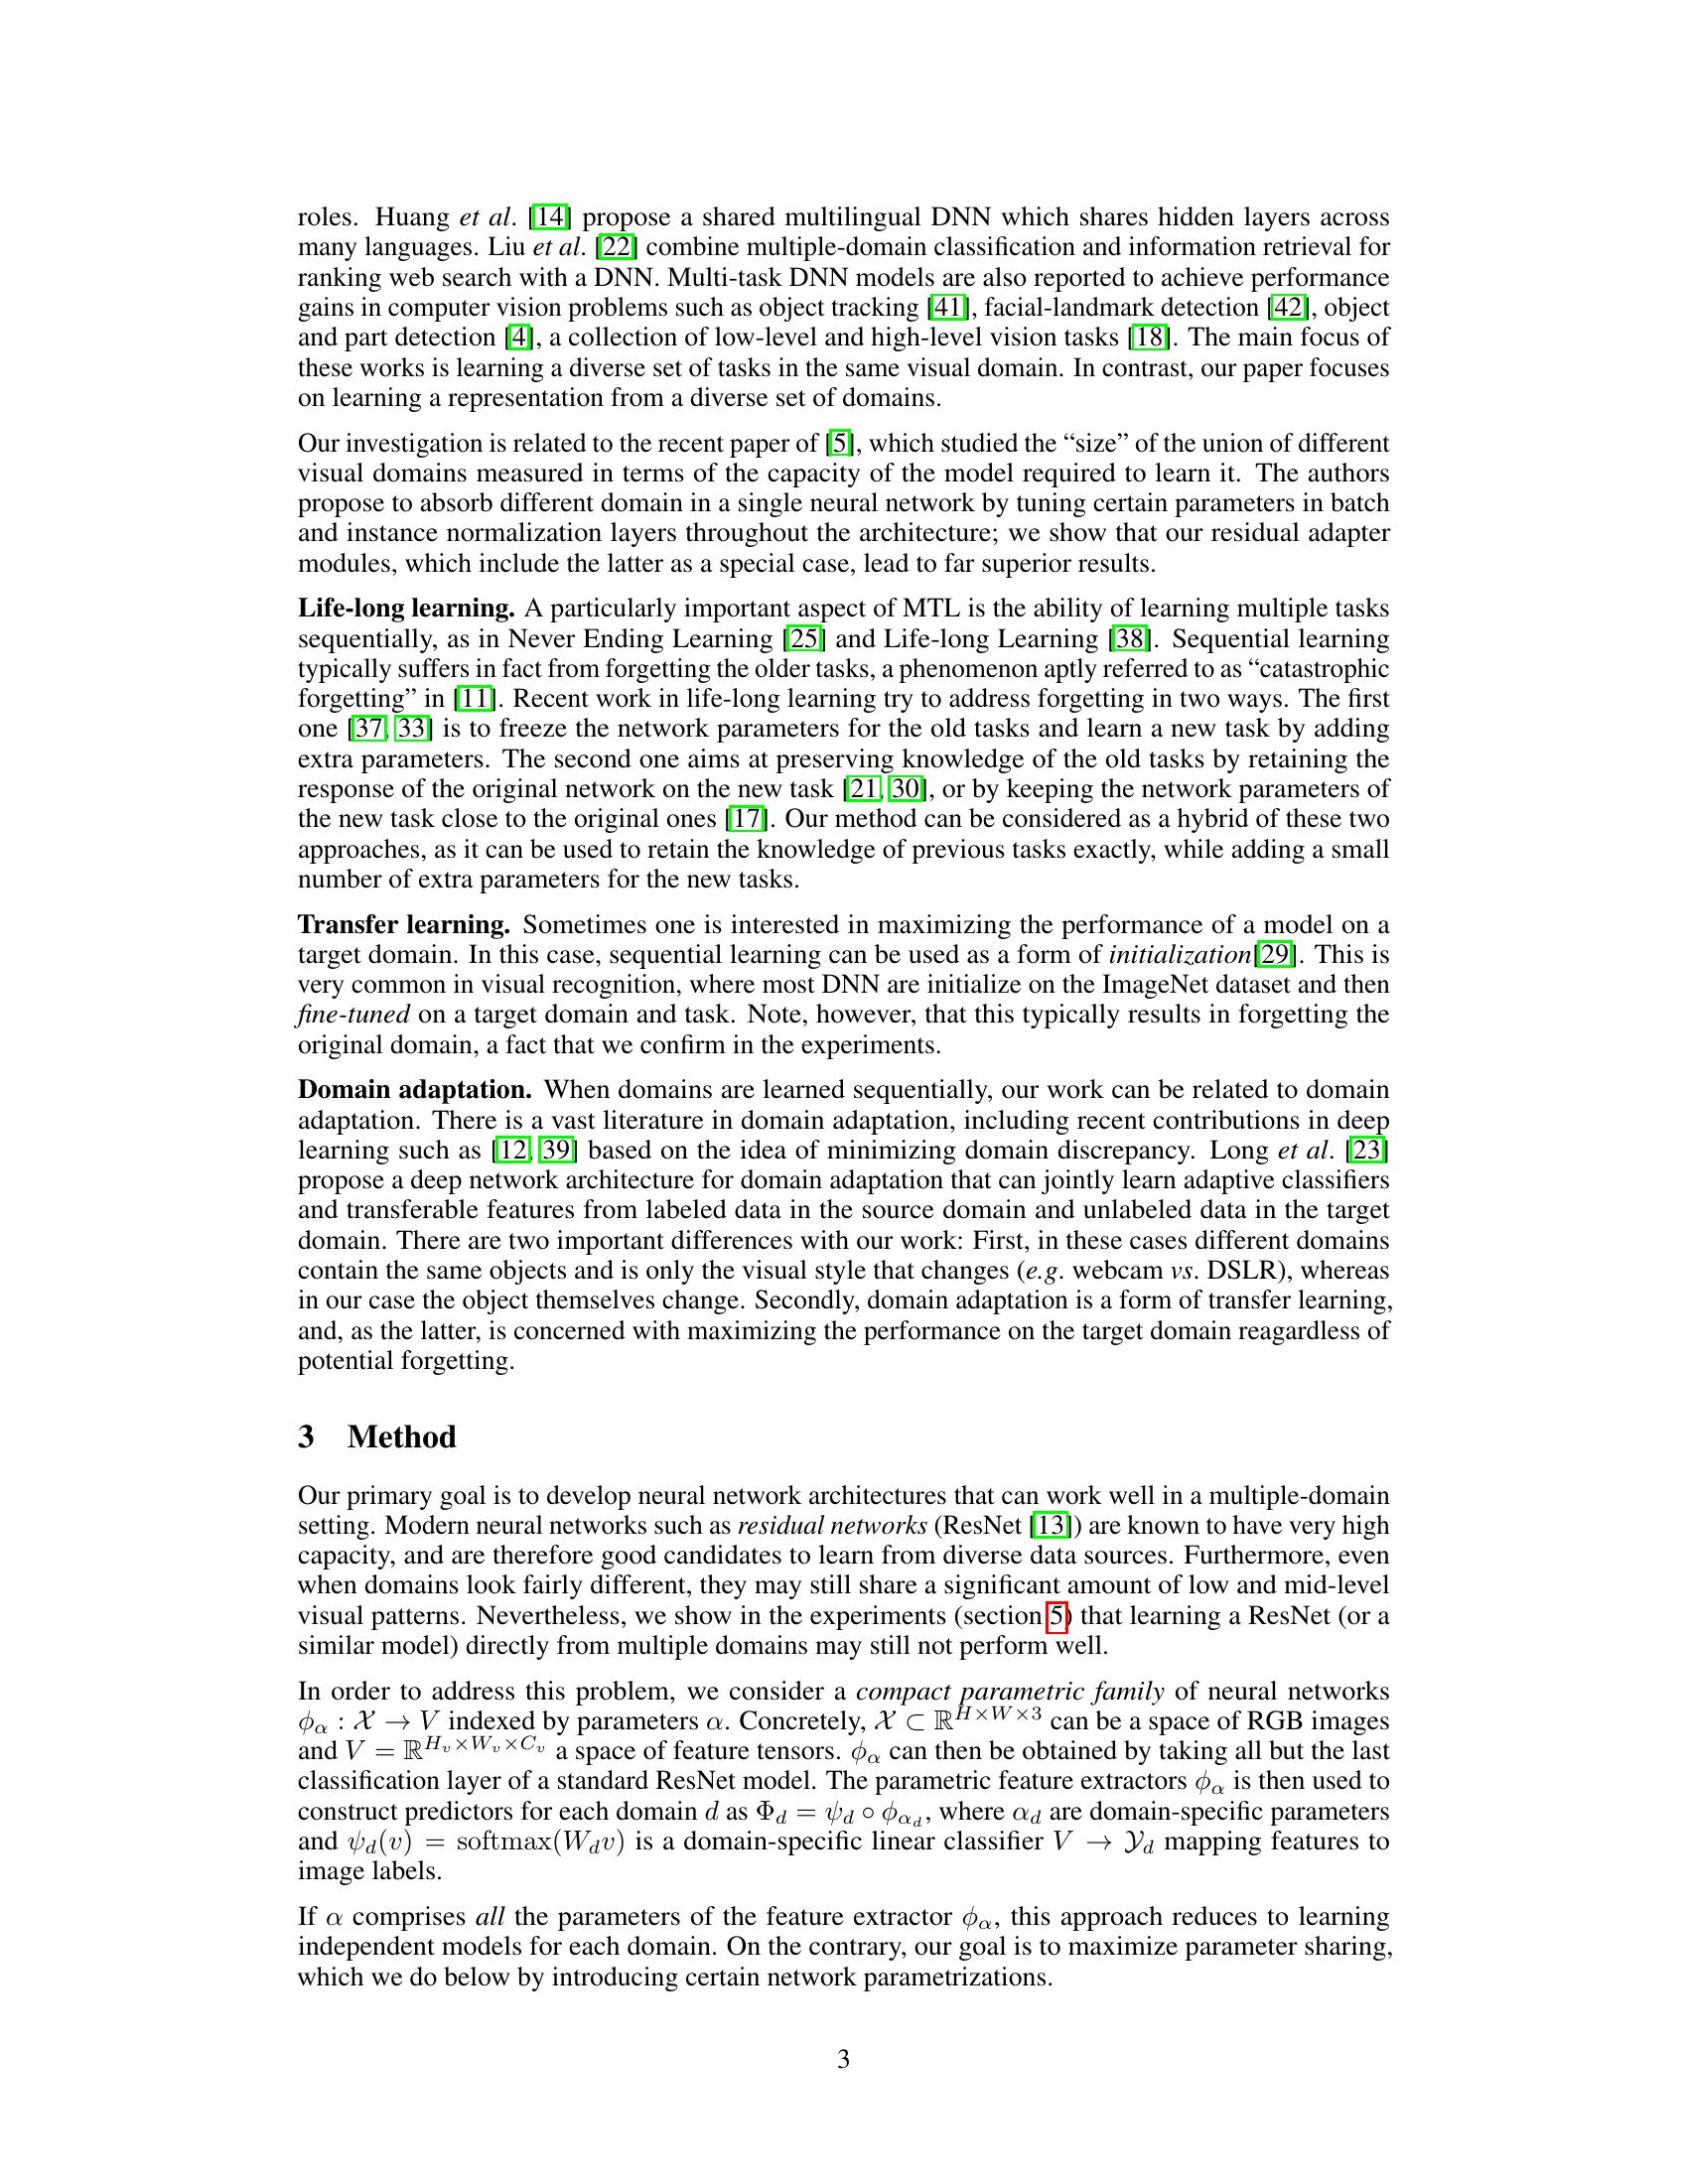 roles. Huang et al. [14] propose a shared multilingual DNN which shares hidden layers across
many languages. Liu et al. [22] combine multiple-domain classification and information retrieval for
ranking web search with a DNN. Multi-task DNN models are also reported to achieve performance
gains in computer vision problems such as object tracking [41], facial-landmark detection [42], object
and part detection [4], a collection of low-level and high-level vision tasks [18]. The main focus of
these works is learning a diverse set of tasks in the same visual domain. In contrast, our paper focuses
on learning a representation from a diverse set of domains.
Our investigation is related to the recent paper of [5], which studied the “size” of the union of different
visual domains measured in terms of the capacity of the model required to learn it. The authors
propose to absorb different domain in a single neural network by tuning certain parameters in batch
and instance normalization layers throughout the architecture; we show that our residual adapter
modules, which include the latter as a special case, lead to far superior results.
Life-long learning. A particularly important aspect of MTL is the ability of learning multiple tasks
sequentially, as in Never Ending Learning [25] and Life-long Learning [38]. Sequential learning
typically suffers in fact from forgetting the older tasks, a phenomenon aptly referred to as “catastrophic
forgetting” in [11]. Recent work in life-long learning try to address forgetting in two ways. The first
one [37, 33] is to freeze the network parameters for the old tasks and learn a new task by adding
extra parameters. The second one aims at preserving knowledge of the old tasks by retaining the
response of the original network on the new task [21, 30], or by keeping the network parameters of
the new task close to the original ones [17]. Our method can be considered as a hybrid of these two
approaches, as it can be used to retain the knowledge of previous tasks exactly, while adding a small
number of extra parameters for the new tasks.
Transfer learning. Sometimes one is interested in maximizing the performance of a model on a
target domain. In this case, sequential learning can be used as a form of initialization[29]. This is
very common in visual recognition, where most DNN are initialize on the ImageNet dataset and then
fine-tuned on a target domain and task. Note, however, that this typically results in forgetting the
original domain, a fact that we confirm in the experiments.
Domain adaptation. When domains are learned sequentially, our work can be related to domain
adaptation. There is a vast literature in domain adaptation, including recent contributions in deep
learning such as [12, 39] based on the idea of minimizing domain discrepancy. Long et al. [23]
propose a deep network architecture for domain adaptation that can jointly learn adaptive classifiers
and transferable features from labeled data in the source domain and unlabeled data in the target
domain. There are two important differences with our work: First, in these cases different domains
contain the same objects and is only the visual style that changes (e.g. webcam vs. DSLR), whereas
in our case the object themselves change. Secondly, domain adaptation is a form of transfer learning,
and, as the latter, is concerned with maximizing the performance on the target domain reagardless of
potential forgetting.
3 Method
Our primary goal is to develop neural network architectures that can work well in a multiple-domain
setting. Modern neural networks such as residual networks (ResNet [13]) are known to have very high
capacity, and are therefore good candidates to learn from diverse data sources. Furthermore, even
when domains look fairly different, they may still share a significant amount of low and mid-level
visual patterns. Nevertheless, we show in the experiments (section 5) that learning a ResNet (or a
similar model) directly from multiple domains may still not perform well.
In order to address this problem, we consider a compact parametric family of neural networks
ϕ_α : 𝒳 → V indexed by parameters α. Concretely, 𝒳 ⊂ ℝ^{H×W×3} can be a space of RGB images
and V = ℝ^{H_v×W_v×C_v} a space of feature tensors. ϕ_α can then be obtained by taking all but the last
classification layer of a standard ResNet model. The parametric feature extractors ϕ_α is then used to
construct predictors for each domain d as Φ_d = ψ_d ∘ ϕ_{α_d}, where α_d are domain-specific parameters
and ψ_d(v) = softmax(W_d v) is a domain-specific linear classifier V → 𝒴_d mapping features to
image labels.
If α comprises all the parameters of the feature extractor ϕ_α, this approach reduces to learning
independent models for each domain. On the contrary, our goal is to maximize parameter sharing,
which we do below by introducing certain network parametrizations.
3